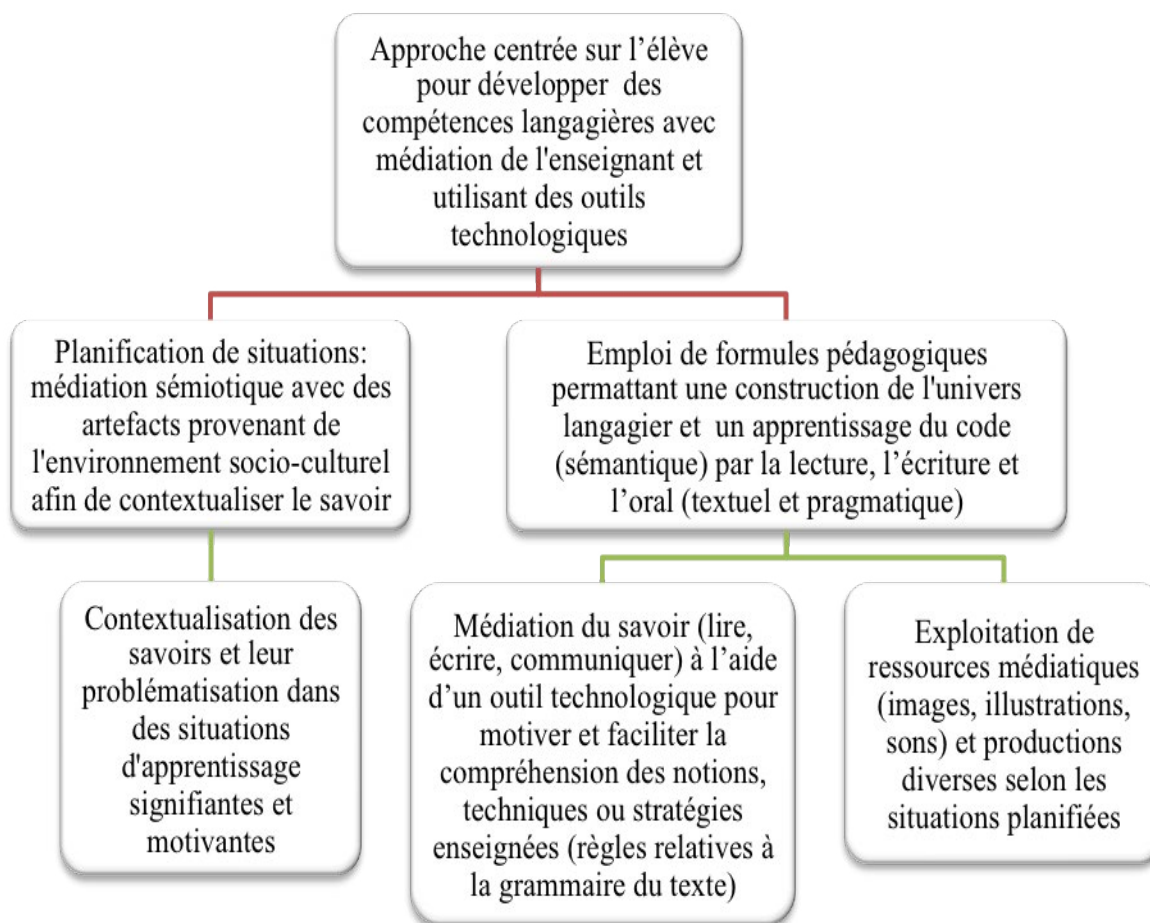 Approche centrée sur l’élève
pour développer  des
compétences langagières avec
médiation de l'enseignant et
utilisant des outils
technologiques
Planification de situations:
médiation sémiotique avec des
artefacts provenant de
l'environnement socio-culturel
afin de contextualiser le savoir
Emploi de formules pédagogiques
permattant une construction de l'univers
langagier et  un apprentissage du code
(sémantique) par la lecture, l’écriture et
l’oral (textuel et pragmatique)
Contextualisation des
savoirs et leur
problématisation dans
des situations
d'apprentissage
signifiantes et
motivantes
Médiation du savoir (lire,
écrire, communiquer) à l’aide
d’un outil technologique pour
motiver et faciliter la
compréhension des notions,
techniques ou stratégies
enseignées (règles relatives à
la grammaire du texte)
Exploitation de
ressources médiatiques
(images, illustrations,
sons) et productions
diverses selon les
situations planifiées